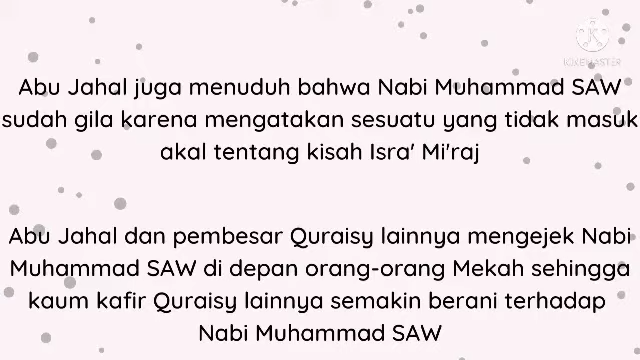 KINEMASTER
Abu Jahal juga menuduh bahwa Nabi Muhammad SAW
sudah gila karena mengatakan sesuatu yang tidak masuk
akal tentang kisah Isra' Mi'raj
Abu Jahal dan pembesar Quraisy lainnya mengejek Nabi
Muhammad SAW di depan orang-orang Mekah sehingga
kaum kafir Quraisy lainnya semakin berani terhadap
Nabi Muhammad SAW